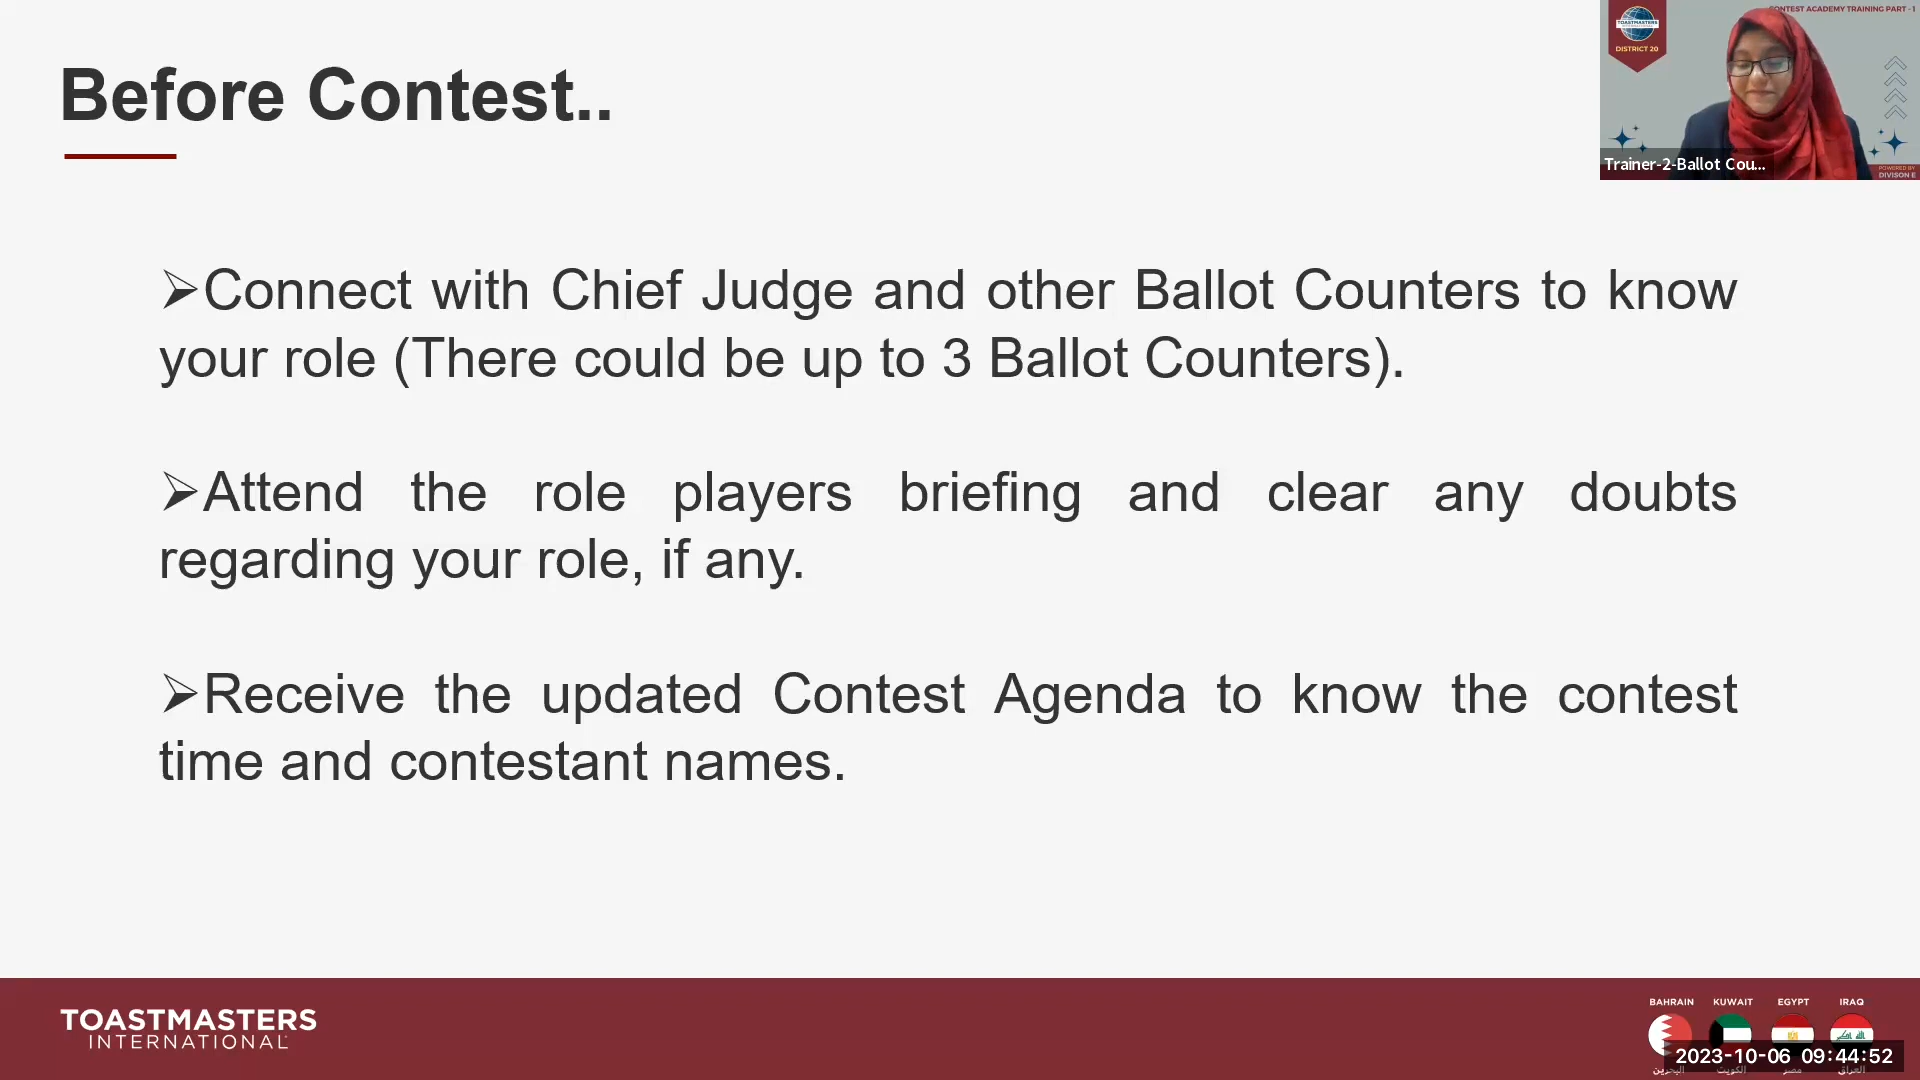 Before Contest..
➢Connect with Chief Judge and other Ballot Counters to know
your role (There could be up to 3 Ballot Counters).
➢Attend the role players briefing and clear any doubts
regarding your role, if any.
➢Receive the updated Contest Agenda to know the contest
time and contestant names.
CONTEST ACADEMY TRAINING PART - 1
TOASTMASTERS
INTERNATIONAL
DISTRICT 20
Trainer-2-Ballot Cou...
POWERED BY
DIVISON E
TOASTMASTERS
INTERNATIONAL
BAHRAIN KUWAIT EGYPT IRAQ
2023-10-06 09:44:52
البحرين الكويت مصر العراق